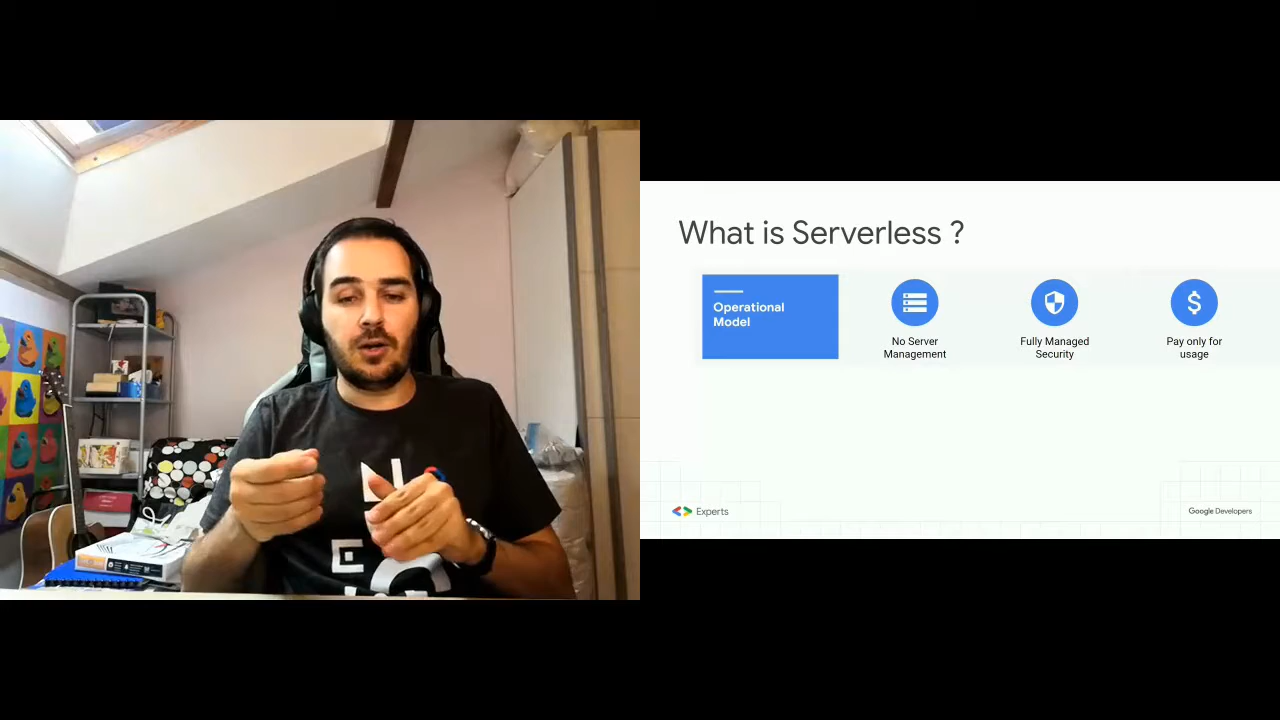 What is Serverless ?
Operational
Model
No Server
Management
Fully Managed
Security
Pay only for
usage
Experts
Google Developers